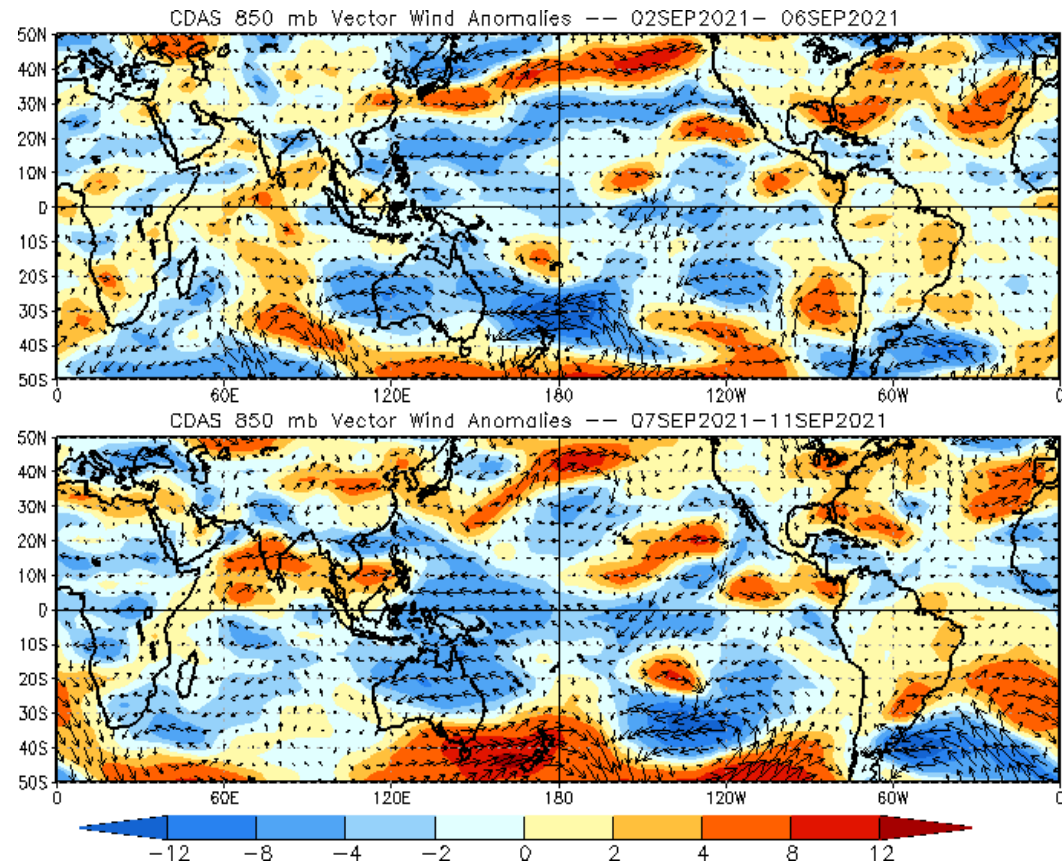 CDAS 850 mb Vector Wind Anomalies -- 02SEP2021- 06SEP2021
50N
40N
30N
20N
10N
0
10S
20S
30S
40S
50S
0 60E 120E 180 120W 60W 0
CDAS 850 mb Vector Wind Anomalies -- 07SEP2021-11SEP2021
50N
40N
30N
20N
10N
0
10S
20S
30S
40S
50S
0 60E 120E 180 120W 60W 0
-12 -8 -4 -2 0 2 4 8 12